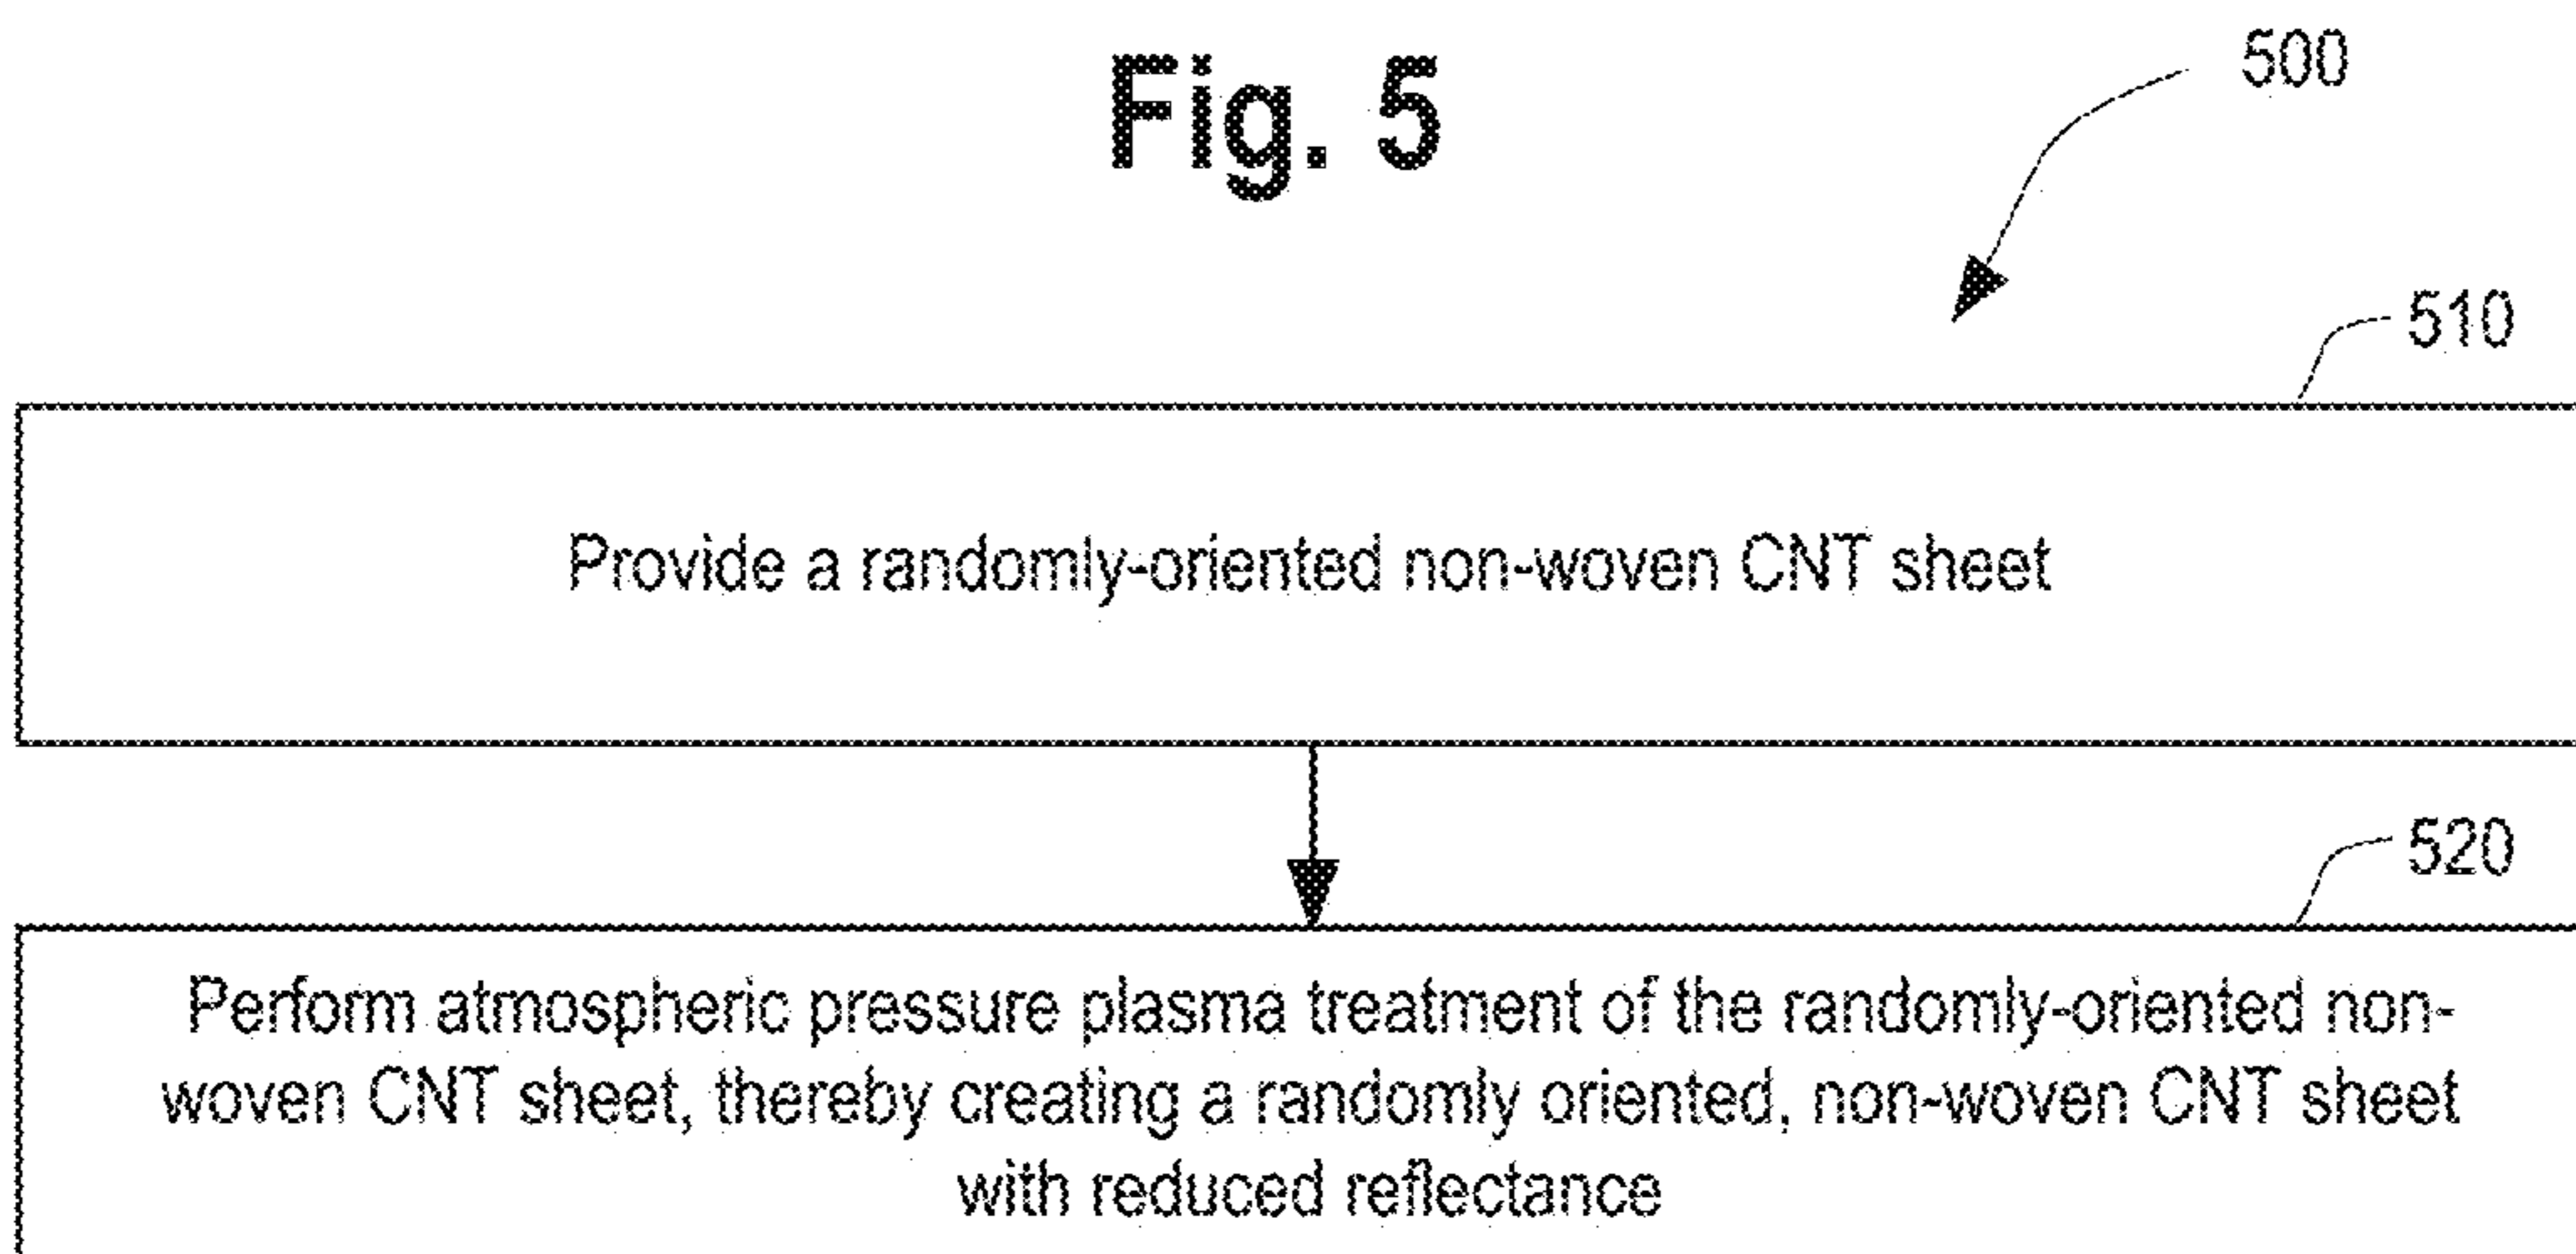 Fig. 5
500
510
Provide a randomly-oriented non-woven CNT sheet
520
Perform atmospheric pressure plasma treatment of the randomly-oriented non-
woven CNT sheet, thereby creating a randomly oriented, non-woven CNT sheet
with reduced reflectance